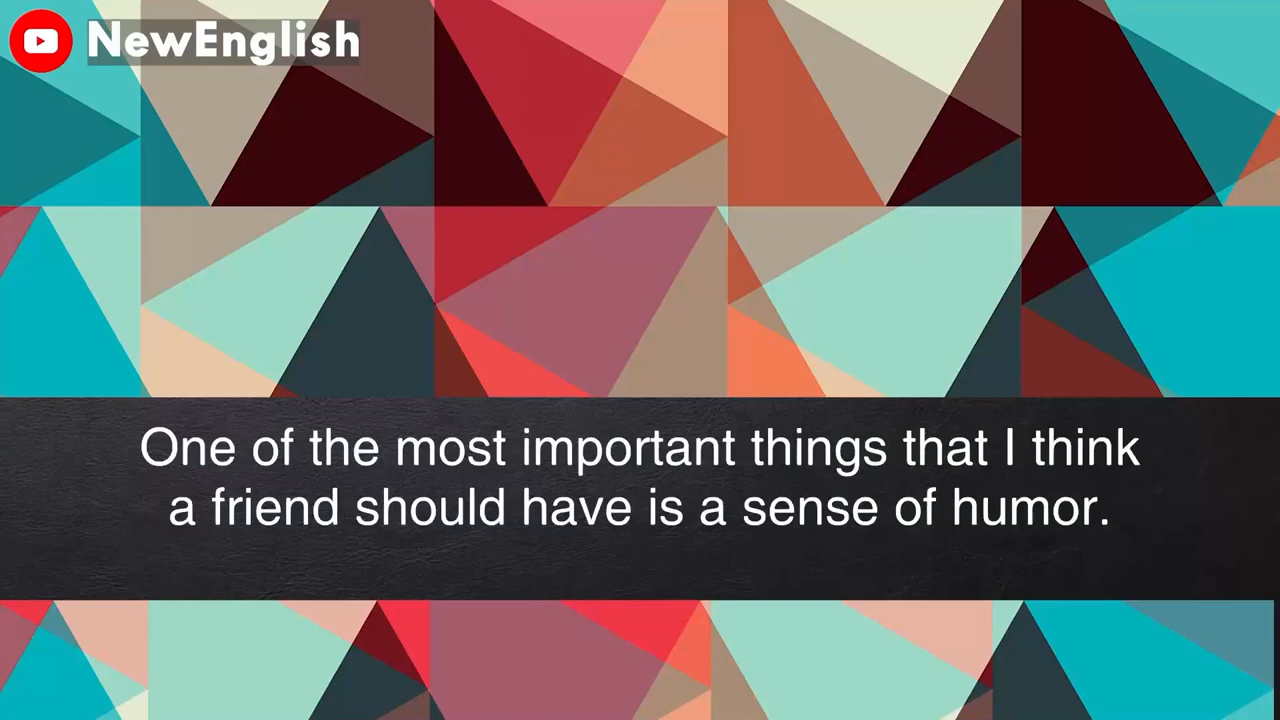 NewEnglish
One of the most important things that I think
a friend should have is a sense of humor.